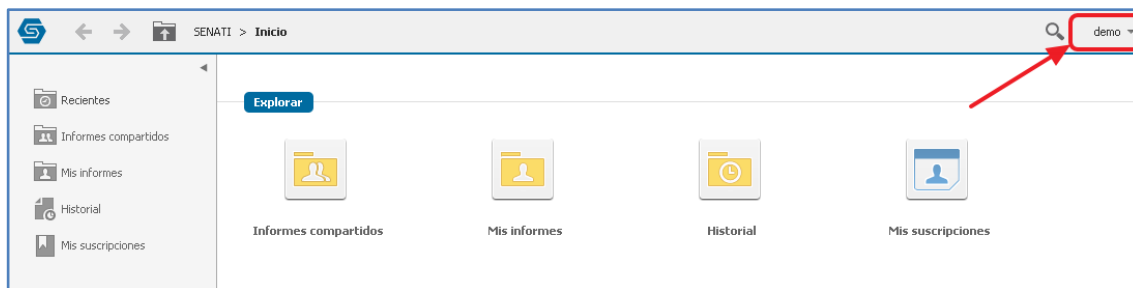 SENATI > Inicio
demo
Recientes
Informes compartidos
Mis informes
Historial
Mis suscripciones
Explorar
Informes compartidos
Mis informes
Historial
Mis suscripciones